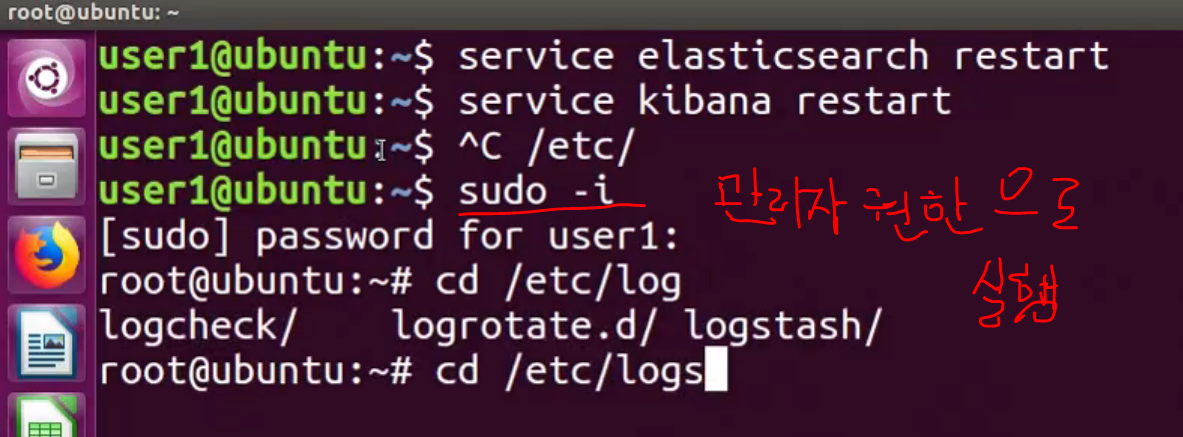 root@ubuntu: ~
user1@ubuntu:~$ service elasticsearch restart
user1@ubuntu:~$ service kibana restart
user1@ubuntu:~$ ^C /etc/
user1@ubuntu:~$ sudo -i
관리자 권한으로
[sudo] password for user1:
root@ubuntu:~# cd /etc/log
실행
logcheck/ logrotate.d/ logstash/
root@ubuntu:~# cd /etc/logs